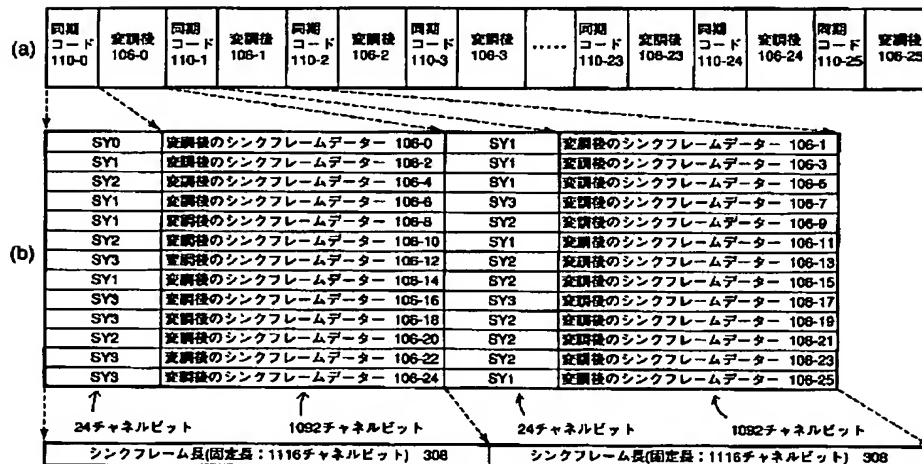 (a)
同期コード 110-0
変調後 106-0
同期コード 110-1
変調後 106-1
同期コード 110-2
変調後 106-2
同期コード 110-3
変調後 106-3
.....
同期コード 110-23
変調後 106-23
同期コード 110-24
変調後 106-24
同期コード 110-25
変調後 106-25
(b)
SY0 変調後のシンクフレームデーター 106-0 SY1 変調後のシンクフレームデーター 106-1
SY1 変調後のシンクフレームデーター 106-2 SY1 変調後のシンクフレームデーター 106-3
SY2 変調後のシンクフレームデーター 106-4 SY1 変調後のシンクフレームデーター 106-5
SY1 変調後のシンクフレームデーター 106-6 SY3 変調後のシンクフレームデーター 106-7
SY1 変調後のシンクフレームデーター 106-8 SY2 変調後のシンクフレームデーター 106-9
SY2 変調後のシンクフレームデーター 106-10 SY1 変調後のシンクフレームデーター 106-11
SY3 変調後のシンクフレームデーター 106-12 SY2 変調後のシンクフレームデーター 106-13
SY1 変調後のシンクフレームデーター 106-14 SY2 変調後のシンクフレームデーター 106-15
SY3 変調後のシンクフレームデーター 106-16 SY3 変調後のシンクフレームデーター 106-17
SY3 変調後のシンクフレームデーター 106-18 SY2 変調後のシンクフレームデーター 106-19
SY2 変調後のシンクフレームデーター 106-20 SY2 変調後のシンクフレームデーター 106-21
SY3 変調後のシンクフレームデーター 106-22 SY2 変調後のシンクフレームデーター 106-23
SY3 変調後のシンクフレームデーター 106-24 SY1 変調後のシンクフレームデーター 106-25
24チャネルビット 1092チャネルビット 24チャネルビット 1092チャネルビット
シンクフレーム長(固定長:1116チャネルビット) 308 シンクフレーム長(固定長:1116チャネルビット) 308